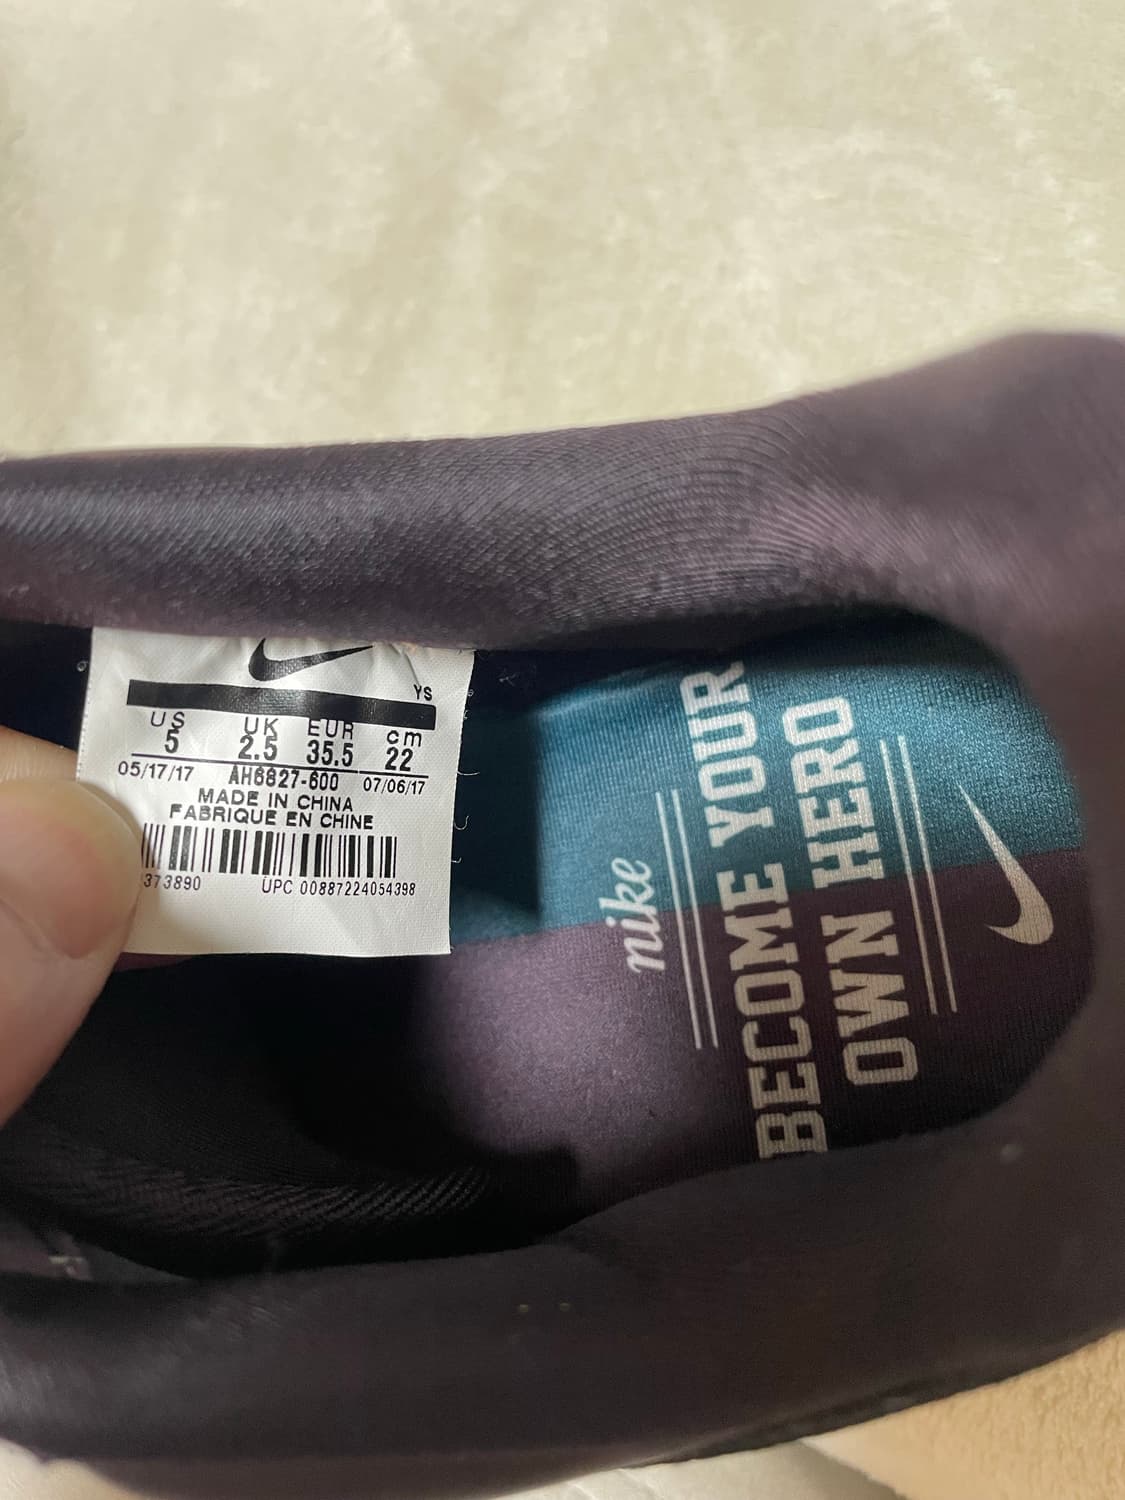 YS
US UK EUR cm
5 2.5 35.5 22
05/17/17 AH6827-600 07/06/17
MADE IN CHINA
FABRIQUE EN CHINE
373890 UPC 00887224054398
nike
BECOME YOUR
OWN HERO